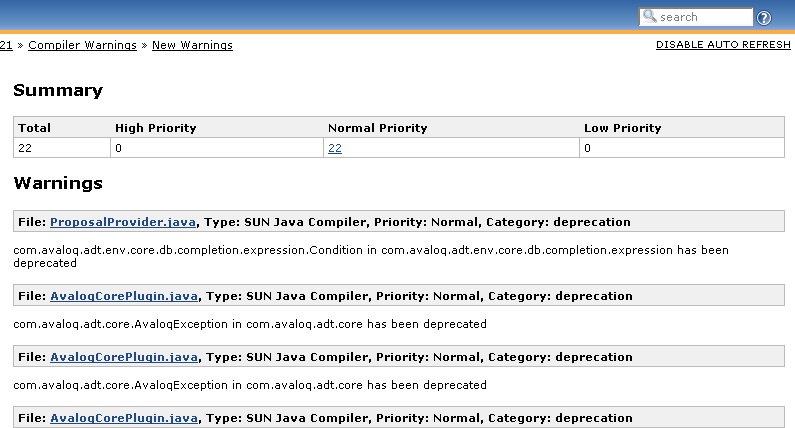 search
21 » Compiler Warnings » New Warnings DISABLE AUTO REFRESH
Summary
Total High Priority Normal Priority Low Priority
22 0 22 0
Warnings
File: ProposalProvider.java, Type: SUN Java Compiler, Priority: Normal, Category: deprecation
com.avaloq.adt.env.core.db.completion.expression.Condition in com.avaloq.adt.env.core.db.completion.expression has been
deprecated
File: AvaloqCorePlugin.java, Type: SUN Java Compiler, Priority: Normal, Category: deprecation
com.avaloq.adt.core.AvaloqException in com.avaloq.adt.core has been deprecated
File: AvaloqCorePlugin.java, Type: SUN Java Compiler, Priority: Normal, Category: deprecation
com.avaloq.adt.core.AvaloqException in com.avaloq.adt.core has been deprecated
File: AvaloqCorePlugin.java, Type: SUN Java Compiler, Priority: Normal, Category: deprecation